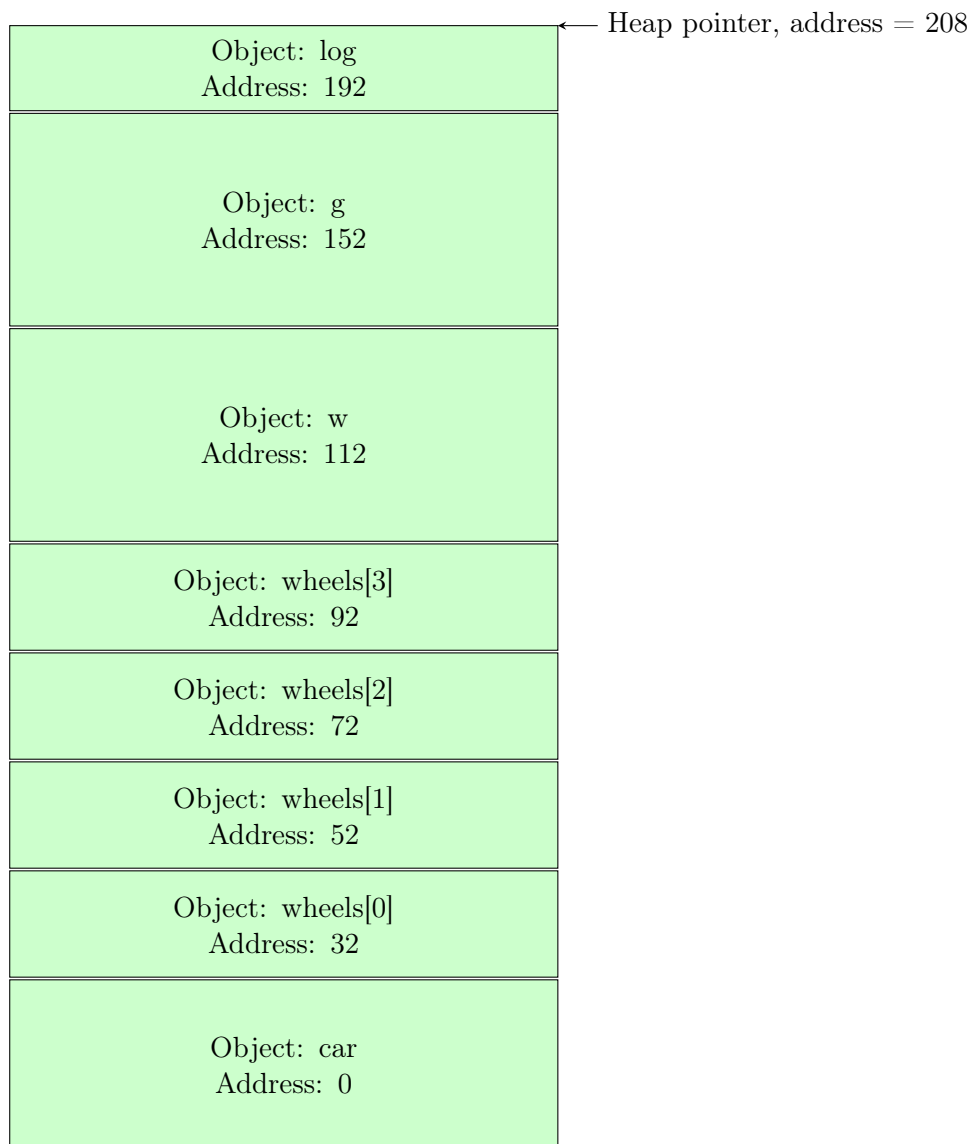 Heap pointer, address = 208
Object: log
Address: 192
Object: g
Address: 152
Object: w
Address: 112
Object: wheels[3]
Address: 92
Object: wheels[2]
Address: 72
Object: wheels[1]
Address: 52
Object: wheels[0]
Address: 32
Object: car
Address: 0